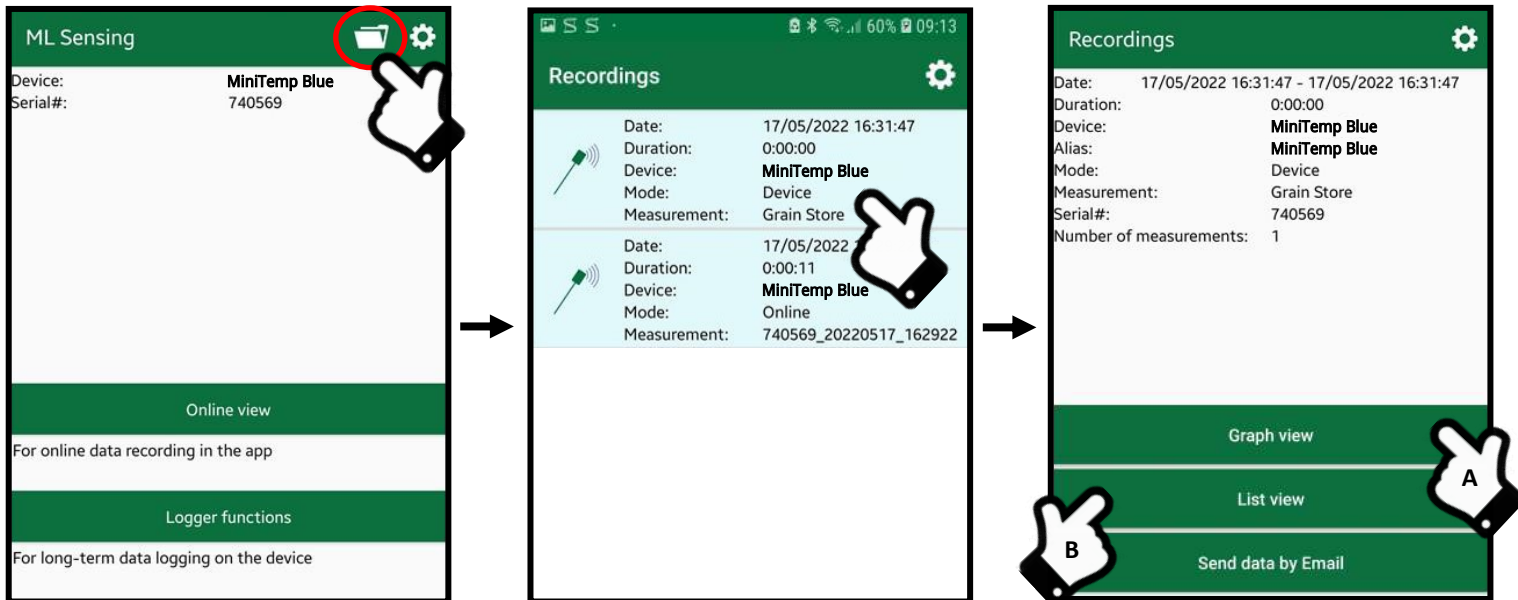 ML Sensing
Device: MiniTemp Blue
Serial#: 740569
Online view
For online data recording in the app
Logger functions
For long-term data logging on the device
60% 09:13
Recordings
Date: 17/05/2022 16:31:47
Duration: 0:00:00
Device: MiniTemp Blue
Mode: Device
Measurement: Grain Store
Date: 17/05/2022
Duration: 0:00:11
Device: MiniTemp Blue
Mode: Online
Measurement: 740569_20220517_162922
Recordings
Date: 17/05/2022 16:31:47 - 17/05/2022 16:31:47
Duration: 0:00:00
Device: MiniTemp Blue
Alias: MiniTemp Blue
Mode: Device
Measurement: Grain Store
Serial#: 740569
Number of measurements: 1
Graph view
A
List view
B
Send data by Email